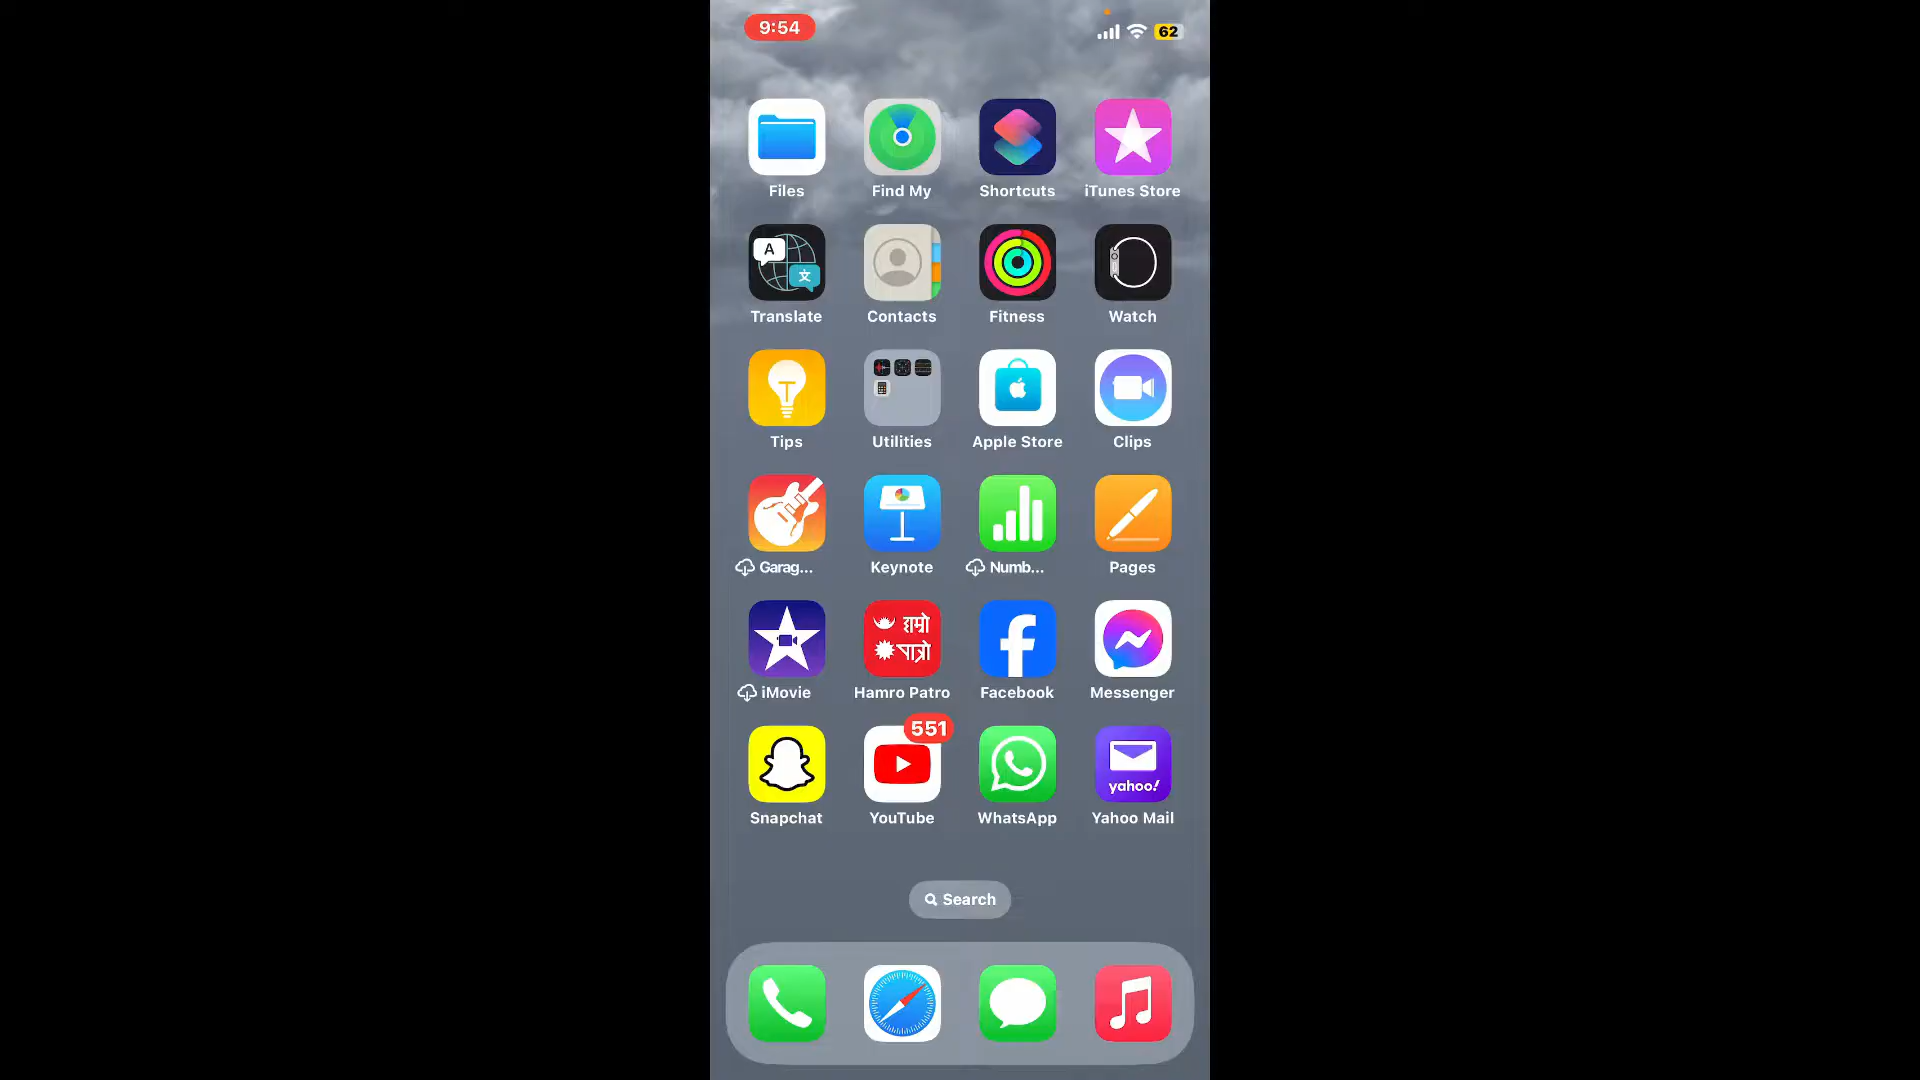 9:54
62
Files
Find My
Shortcuts
iTunes Store
A
文
Translate
Contacts
Fitness
Watch
Tips
Utilities
Apple Store
Clips
Garag...
Keynote
Numb...
Pages
हाम्रो
पात्रो
f
iMovie
Hamro Patro
Facebook
Messenger
551
yahoo!
Snapchat
YouTube
WhatsApp
Yahoo Mail
Search